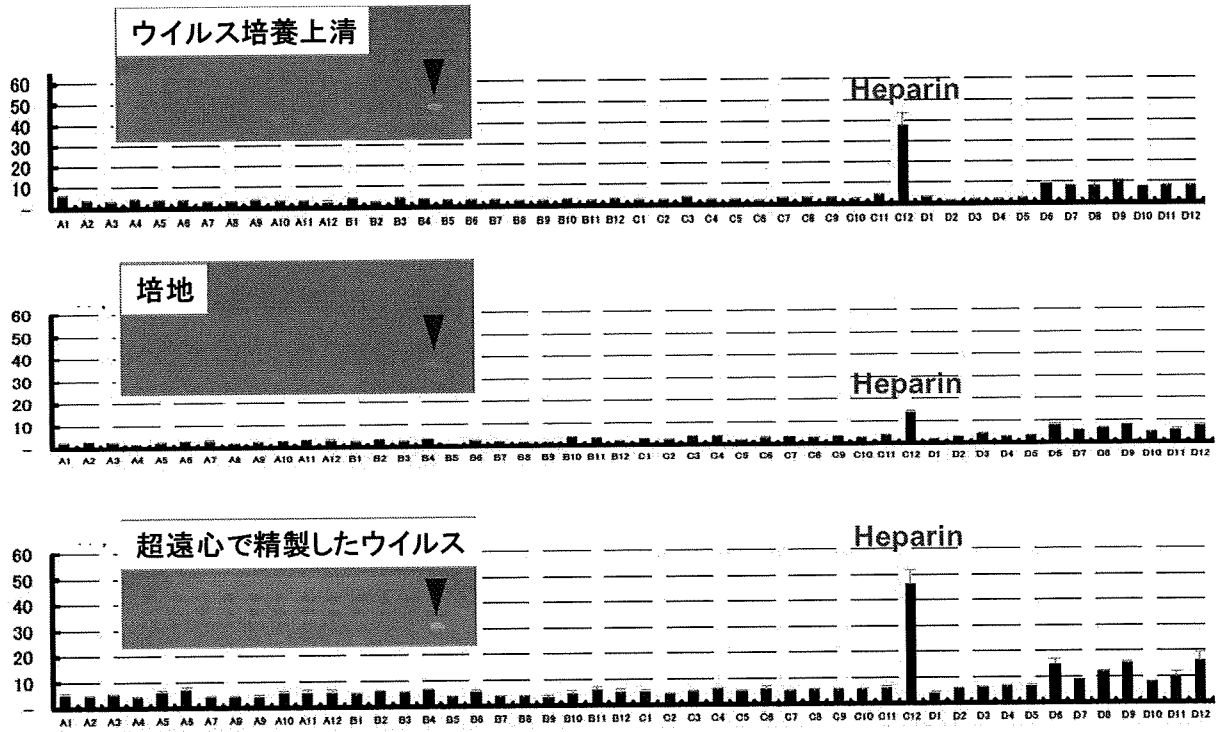 ウイルス培養上清
Heparin
60
50
40
30
20
10
A1 A2 A3 A4 A5 A6 A7 A8 A9 A10 A11 A12 B1 B2 B3 B4 B5 B6 B7 B8 B9 B10 B11 B12 C1 C2 C3 C4 C5 C6 C7 C8 C9 C10 C11 C12 D1 D2 D3 D4 D5 D6 D7 D8 D9 D10 D11 D12
培地
Heparin
60
50
40
30
20
10
A1 A2 A3 A4 A5 A6 A7 A8 A9 A10 A11 A12 B1 B2 B3 B4 B5 B6 B7 B8 B9 B10 B11 B12 C1 C2 C3 C4 C5 C6 C7 C8 C9 C10 C11 C12 D1 D2 D3 D4 D5 D6 D7 D8 D9 D10 D11 D12
超遠心で精製したウイルス
Heparin
60
50
40
30
20
10
A1 A2 A3 A4 A5 A6 A7 A8 A9 A10 A11 A12 B1 B2 B3 B4 B5 B6 B7 B8 B9 B10 B11 B12 C1 C2 C3 C4 C5 C6 C7 C8 C9 C10 C11 C12 D1 D2 D3 D4 D5 D6 D7 D8 D9 D10 D11 D12